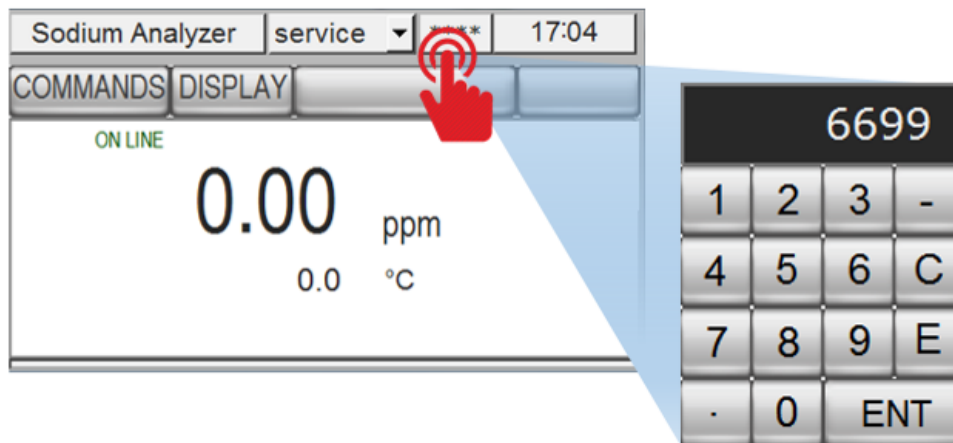 Sodium Analyzer service **** 17:04
COMMANDS DISPLAY
ON LINE
0.00 ppm
0.0 °C
6699
1 2 3 -
4 5 6 C
7 8 9 E
. 0 ENT